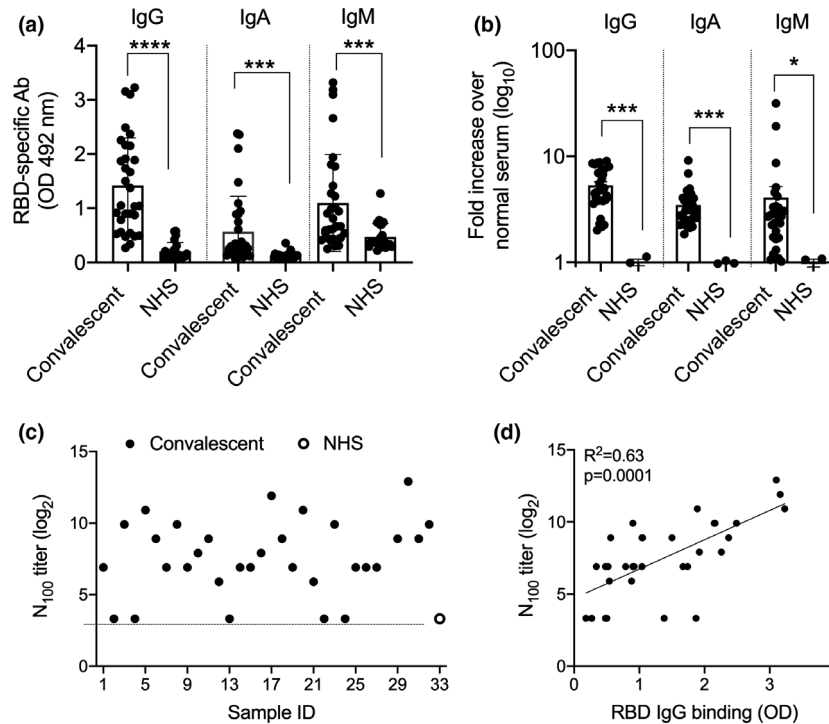 (a)
IgG IgA IgM
**** *** ***
RBD-specific Ab
(OD 492 nm)
4
3
2
1
0
Convalescent NHS Convalescent NHS Convalescent NHS
(b)
IgG IgA IgM
*** *** *
Fold increase over
normal serum (log10)
100
10
1
Convalescent NHS Convalescent NHS Convalescent NHS
(c)
Convalescent NHS
N100 titer (log2)
15
10
5
0
1 5 9 13 17 21 25 29 33
Sample ID
(d)
R²=0.63
p=0.0001
N100 titer (log2)
15
10
5
0
0 1 2 3
RBD IgG binding (OD)